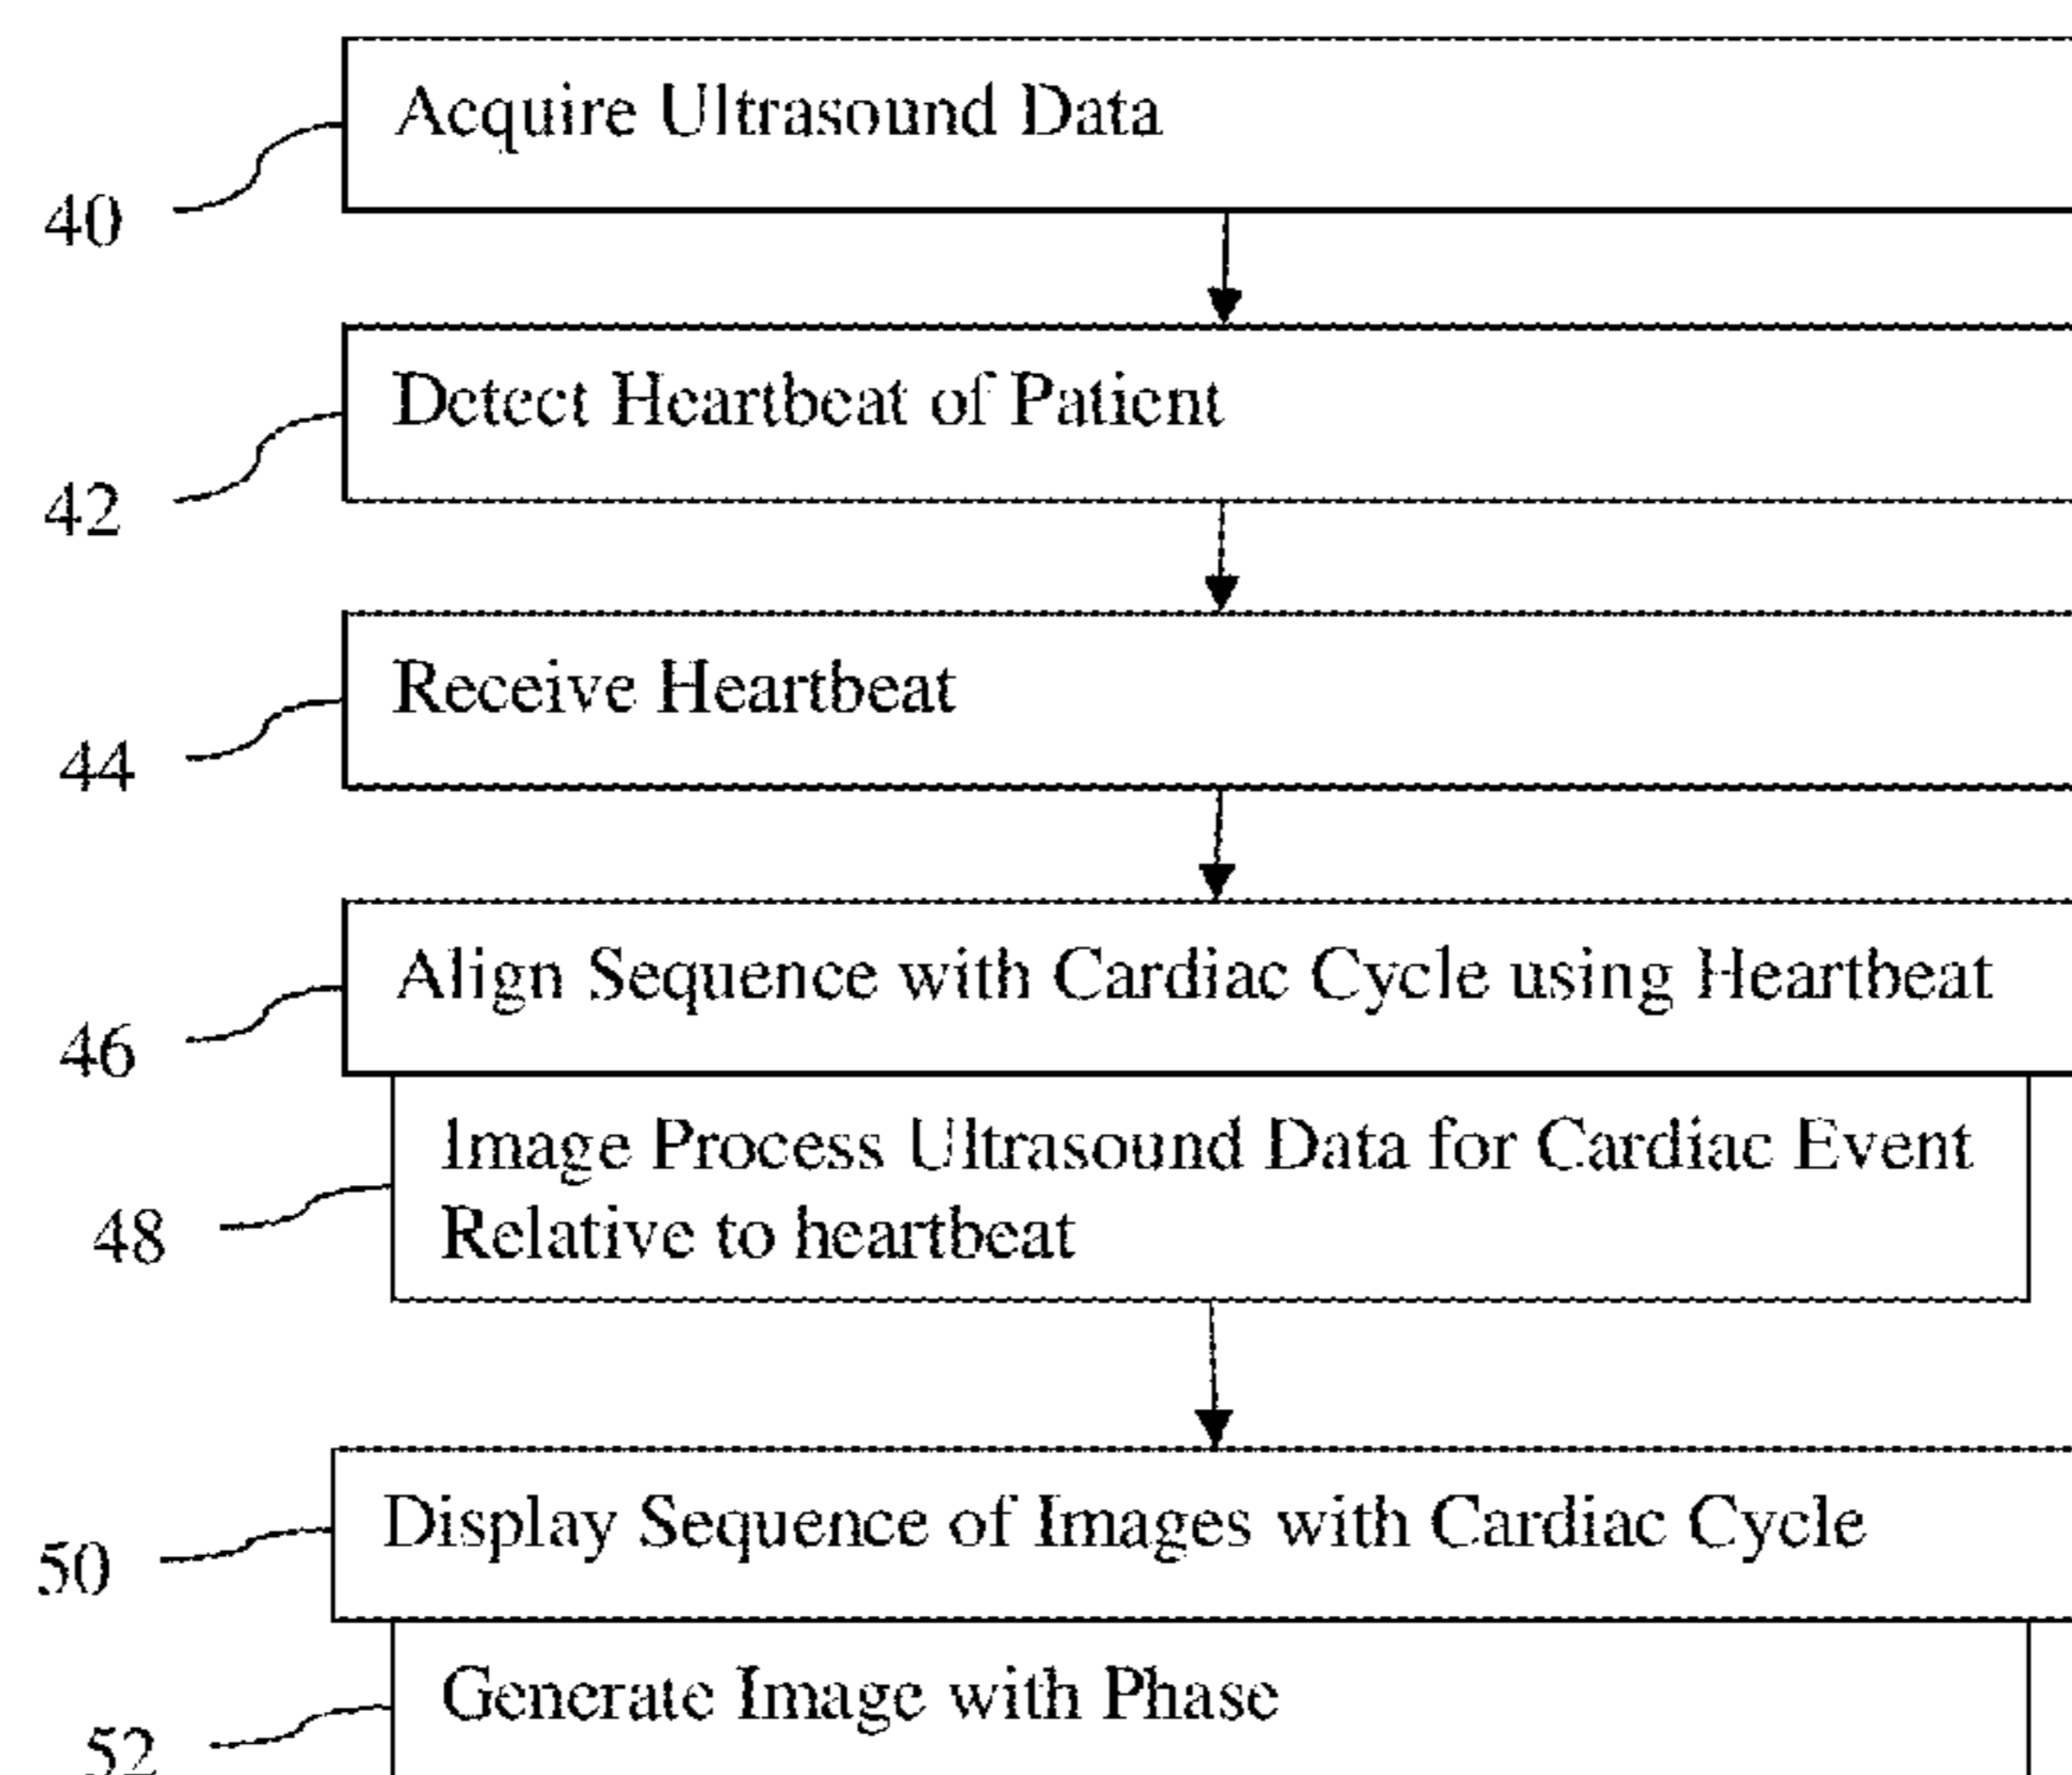 Acquire Ultrasound Data
40
Detect Heartbeat of Patient
42
Receive Heartbeat
44
Align Sequence with Cardiac Cycle using Heartbeat
46
Image Process Ultrasound Data for Cardiac Event
Relative to heartbeat
48
Display Sequence of Images with Cardiac Cycle
50
Generate Image with Phase
52